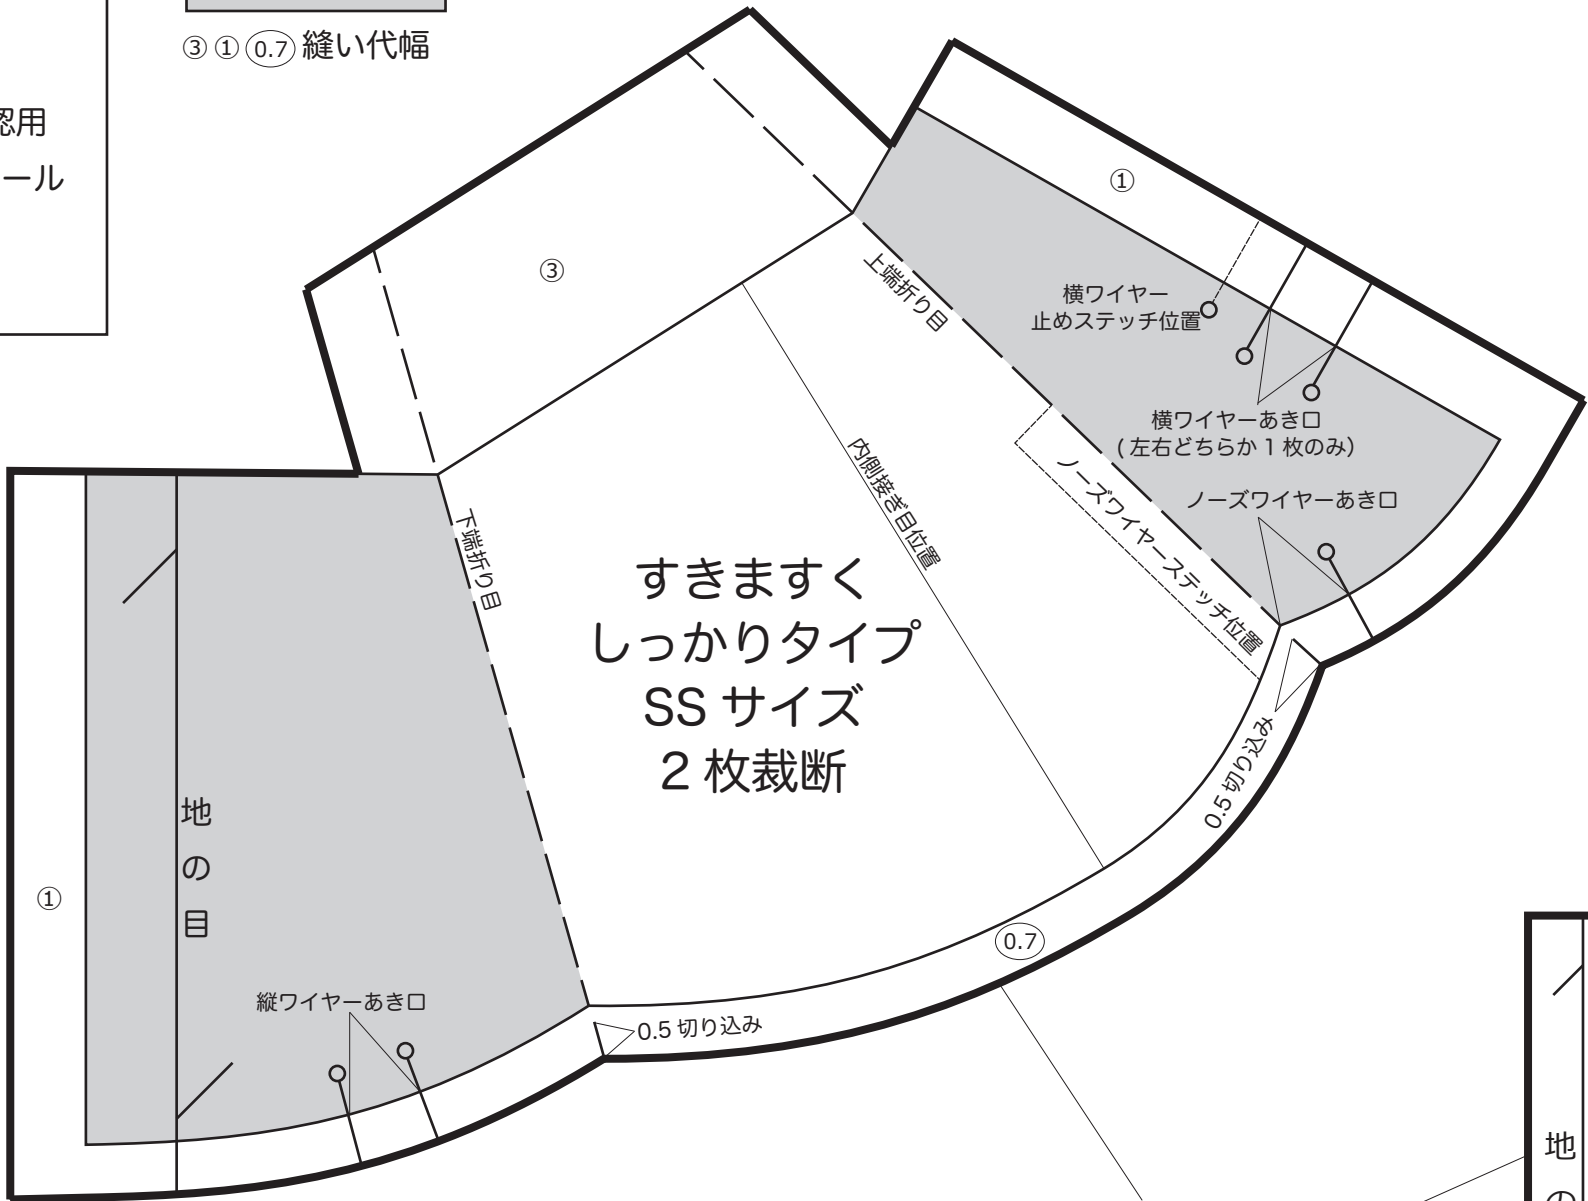 ③ ① 0.7 縫い代幅
認用
ール
①
③
上端折り目
横ワイヤー
止めステッチ位置
横ワイヤーあき口
(左右どちらか 1 枚のみ)
ノーズワイヤーあき口
内側接ぎ目位置
ノーズワイヤーステッチ位置
下端折り目
すきますく
しっかりタイプ
SS サイズ
2 枚裁断
0.5 切り込み
地の目
①
0.7
縦ワイヤーあき口
0.5 切り込み
地
の